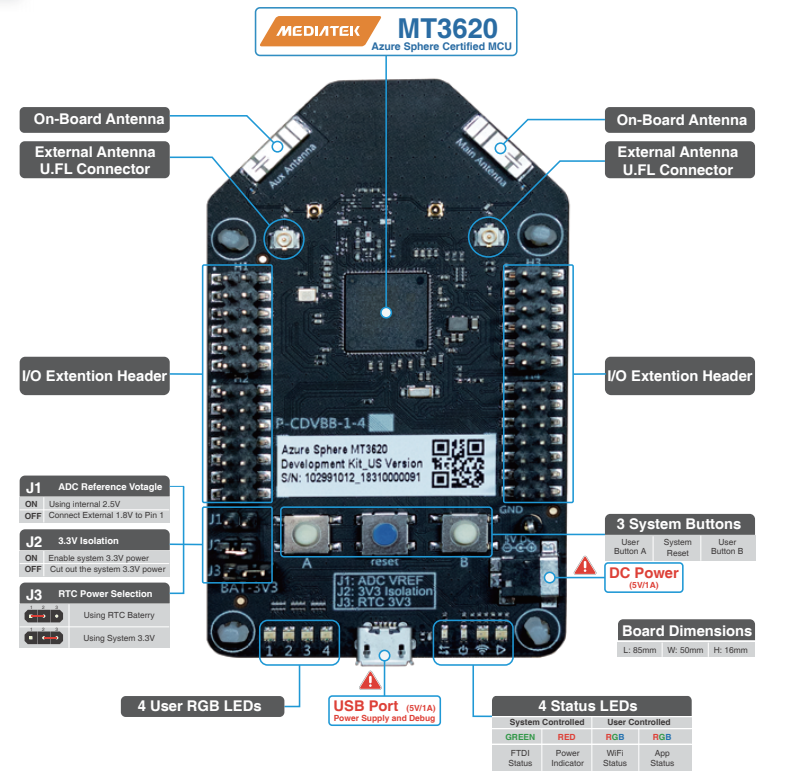 MEDIATEK
MT3620
Azure Sphere Certified MCU
On-Board Antenna
On-Board Antenna
External Antenna
U.FL Connector
External Antenna
U.FL Connector
Aux Antenna
Main Antenna
H1
H3
I/O Extention Header
I/O Extention Header
H2
P-CDVBB-1-4
Azure Sphere MT3620
Development Kit_US Version
S/N: 102991012_18310000091
J1 ADC Reference Votagle
ON Using internal 2.5V
OFF Connect External 1.8V to Pin 1
J2 3.3V Isolation
ON Enable system 3.3V power
OFF Cut out the system 3.3V power
J3 RTC Power Selection
1 2 3
Using RTC Baterry
1 2 3
Using System 3.3V
J1
J2
J3
BAT-3V3
A
reset
B
GND
5V DC
J1: ADC VREF
J2: 3V3 Isolation
J3: RTC 3V3
3 System Buttons
User
Button A
System
Reset
User
Button B
DC Power
(5V/1A)
Board Dimensions
L: 85mm W: 50mm H: 16mm
1 2 3 4
4 User RGB LEDs
USB Port (5V/1A)
Power Supply and Debug
4 Status LEDs
System Controlled User Controlled
GREEN RED RGB RGB
FTDI
Status
Power
Indicator
WiFi
Status
App
Status